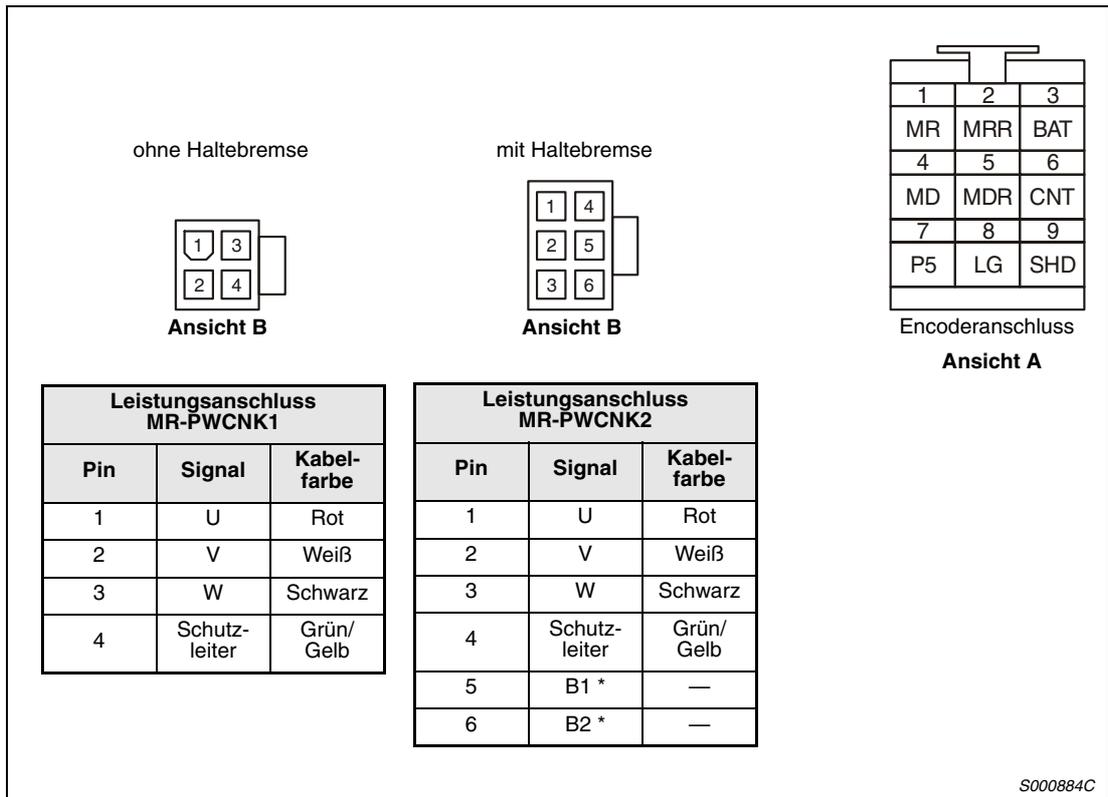 ohne Haltebremse
1 3
2 4
Ansicht B
mit Haltebremse
1 4
2 5
3 6
Ansicht B
1 2 3
MR MRR BAT
4 5 6
MD MDR CNT
7 8 9
P5 LG SHD
Encoderanschluss
Ansicht A
Leistungsanschluss
MR-PWCNK1
Pin Signal Kabel-
farbe
1 U Rot
2 V Weiß
3 W Schwarz
4 Schutz-
leiter Grün/
Gelb
Leistungsanschluss
MR-PWCNK2
Pin Signal Kabel-
farbe
1 U Rot
2 V Weiß
3 W Schwarz
4 Schutz-
leiter Grün/
Gelb
5 B1 * —
6 B2 * —
S000884C